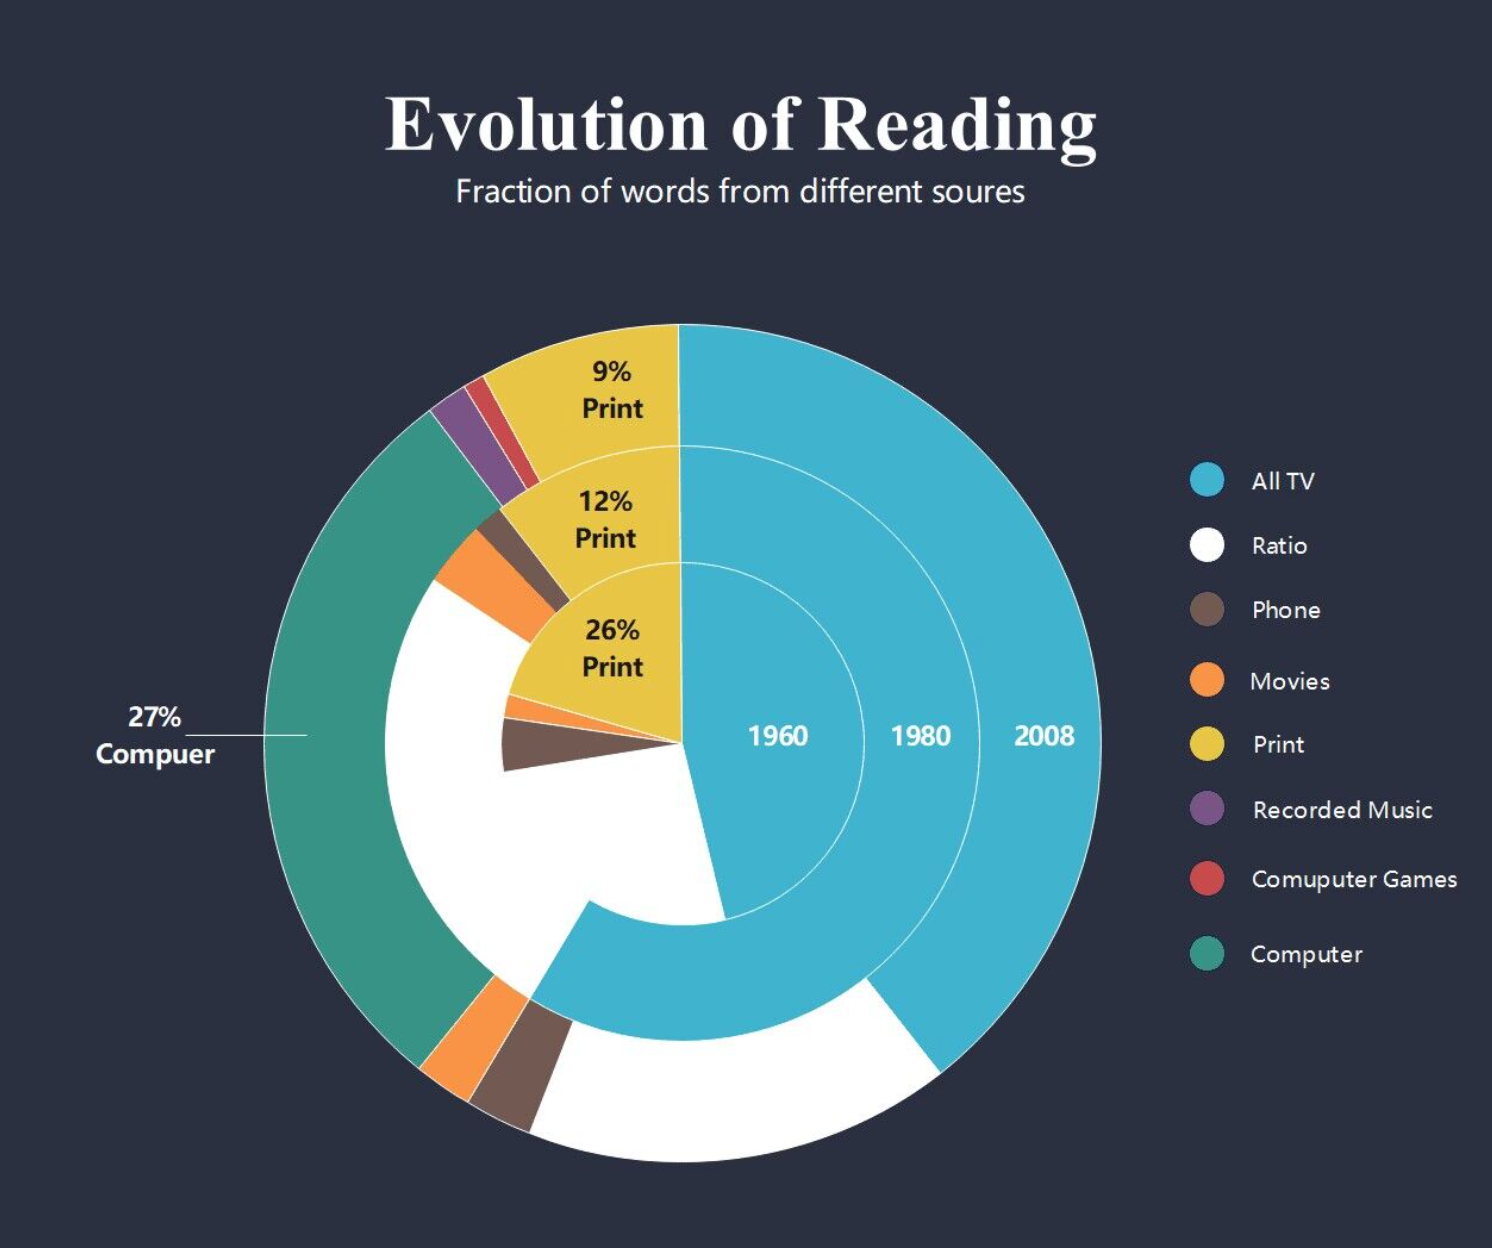 Evolution of Reading
Fraction of words from different soures
9%
Print
12%
Print
26%
Print
27%
Compuer
1960
1980
2008
All TV
Ratio
Phone
Movies
Print
Recorded Music
Comuputer Games
Computer